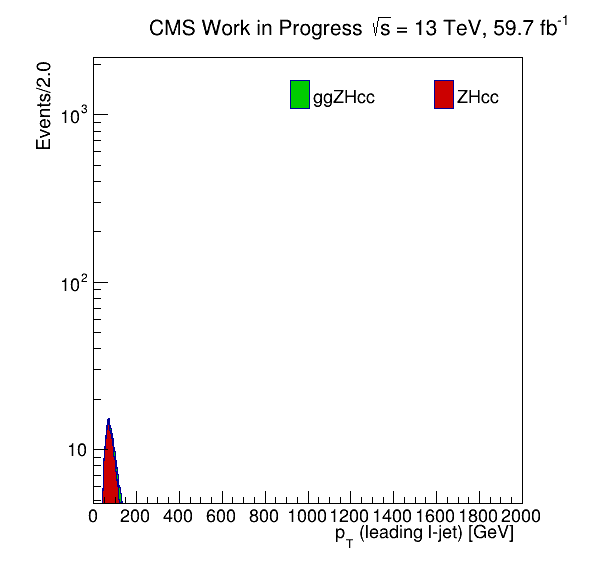 CMS Work in Progress √s = 13 TeV, 59.7 fb⁻¹
Events/2.0
ggZHcc ZHcc
10³
10²
10
0 200 400 600 800 1000 1200 1400 1600 1800 2000
p_T (leading l-jet) [GeV]